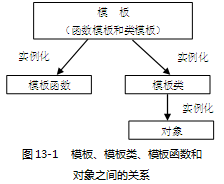 模　板
（函数模板和类模板）
实例化
实例化
模板函数
模板类
实例化
对象
图 13-1　模板、模板类、模板函数和
对象之间的关系